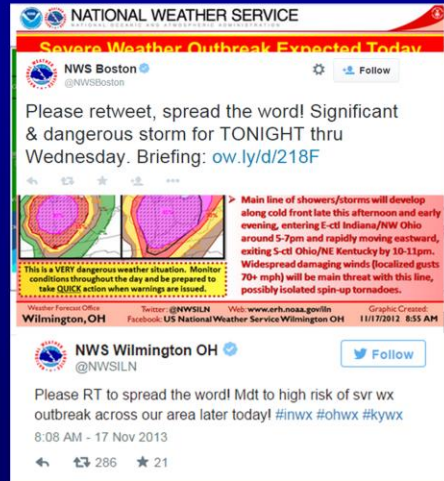 NATIONAL WEATHER SERVICE
NATIONAL OCEANIC AND ATMOSPHERIC ADMINISTRATION
Severe Weather Outbreak Expected Today
NWS Boston
@NWSBoston
Follow
Please retweet, spread the word! Significant
& dangerous storm for TONIGHT thru
Wednesday. Briefing: ow.ly/d/218F
This is a VERY dangerous weather situation. Monitor
conditions throughout the day and be prepared to
take QUICK action when warnings are issued.
Main line of showers/storms will develop
along cold front late this afternoon and early
evening, entering E-ctl Indiana/NW Ohio
around 5-7pm and rapidly moving eastward,
exiting S-ctl Ohio/NE Kentucky by 10-11pm.
Widespread damaging winds (localized gusts
70+ mph) will be main threat with this line,
possibly isolated spin-up tornadoes.
Weather Forecast Office
Wilmington, OH
Twitter: @NWSILN Web: www.erh.noaa.gov/iln
Facebook: US National Weather Service Wilmington OH
Graphic Created:
11/17/2012 8:55 AM
NWS Wilmington OH
@NWSILN
Follow
Please RT to spread the word! Mdt to high risk of svr wx
outbreak across our area later today! #inwx #ohwx #kywx
8:08 AM - 17 Nov 2013
286 21